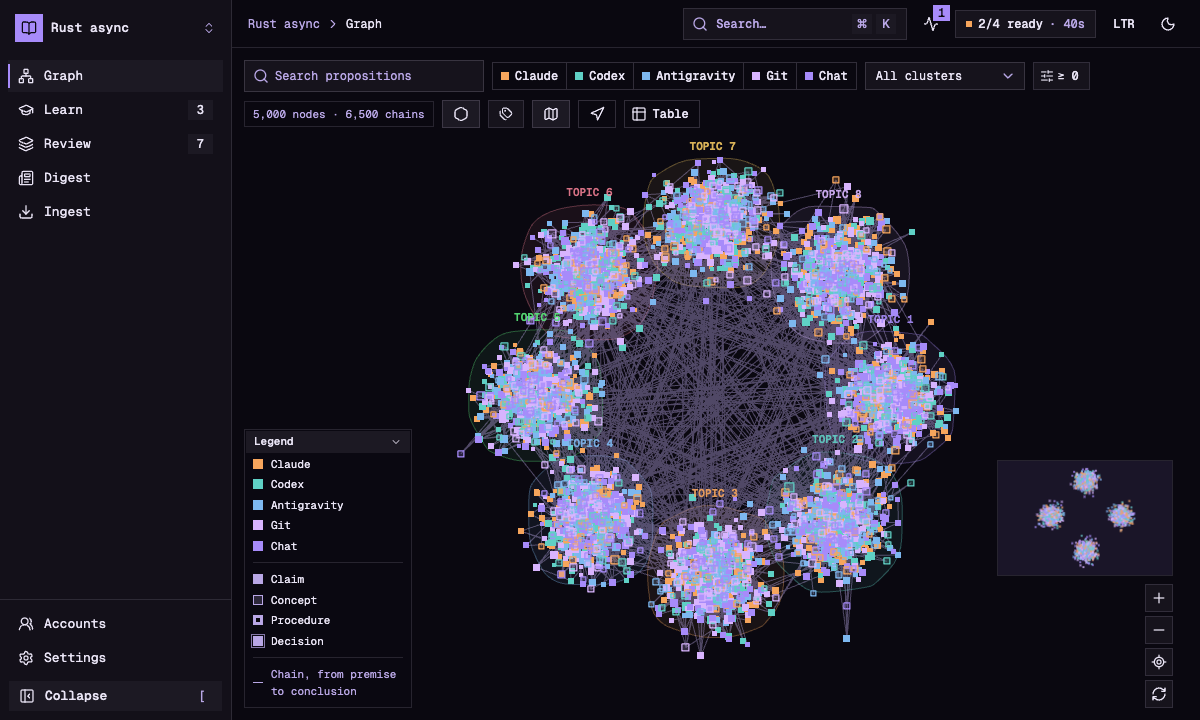 Rust async
Rust async > Graph
Search…
⌘ K
1
2/4 ready · 40s
LTR
Graph
Learn 3
Review 7
Digest
Ingest
Search propositions
Claude
Codex
Antigravity
Git
Chat
All clusters
≥ 0
5,000 nodes · 6,500 chains
Table
TOPIC 7
TOPIC 6
TOPIC 8
TOPIC 5
TOPIC 1
TOPIC 4
TOPIC 2
TOPIC 3
Legend
Claude
Codex
Antigravity
Git
Chat
Claim
Concept
Procedure
Decision
Chain, from premise
to conclusion
Accounts
Settings
Collapse [